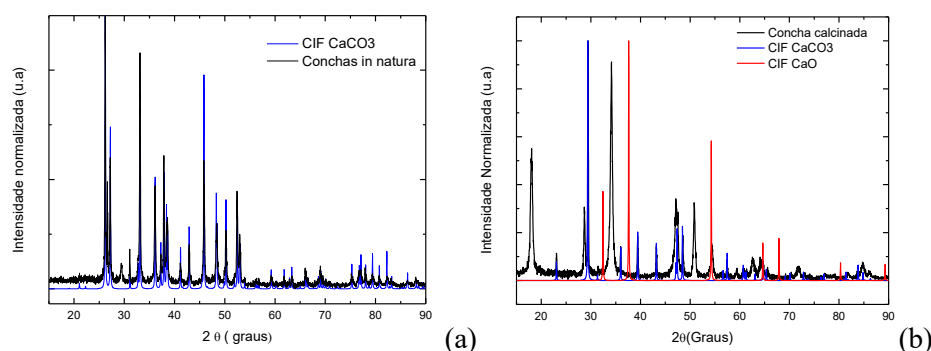 CIF CaCO3
Conchas in natura
Intensidade normalizada (u.a)
20 30 40 50 60 70 80 90
2 θ ( graus)
(a)
Concha calcinada
CIF CaCO3
CIF CaO
Intensidade Normalizada (u.a)
20 30 40 50 60 70 80 90
2θ(Graus)
(b)